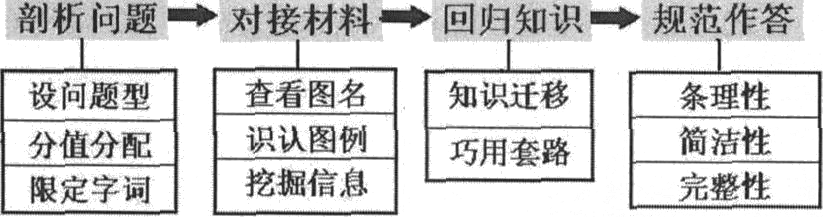 剖析问题 对接材料 回归知识 规范作答
设问题型 查看图名 知识迁移 条理性
分值分配 识认图例 巧用套路 简洁性
限定字词 挖掘信息 完整性